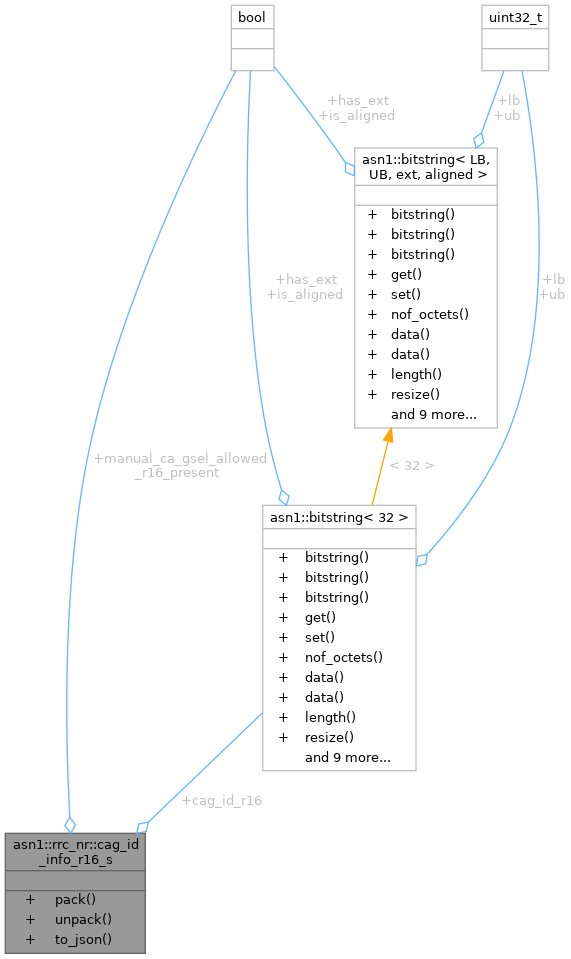 bool
uint32_t
+has_ext
+is_aligned
+lb
+ub
asn1::bitstring< LB,
UB, ext, aligned >
+ bitstring()
+ bitstring()
+ bitstring()
+ get()
+ set()
+ nof_octets()
+ data()
+ data()
+ length()
+ resize()
and 9 more...
+has_ext
+is_aligned
+lb
+ub
+manual_ca_gsel_allowed
_r16_present
< 32 >
asn1::bitstring< 32 >
+ bitstring()
+ bitstring()
+ bitstring()
+ get()
+ set()
+ nof_octets()
+ data()
+ data()
+ length()
+ resize()
and 9 more...
+cag_id_r16
asn1::rrc_nr::cag_id
_info_r16_s
+ pack()
+ unpack()
+ to_json()